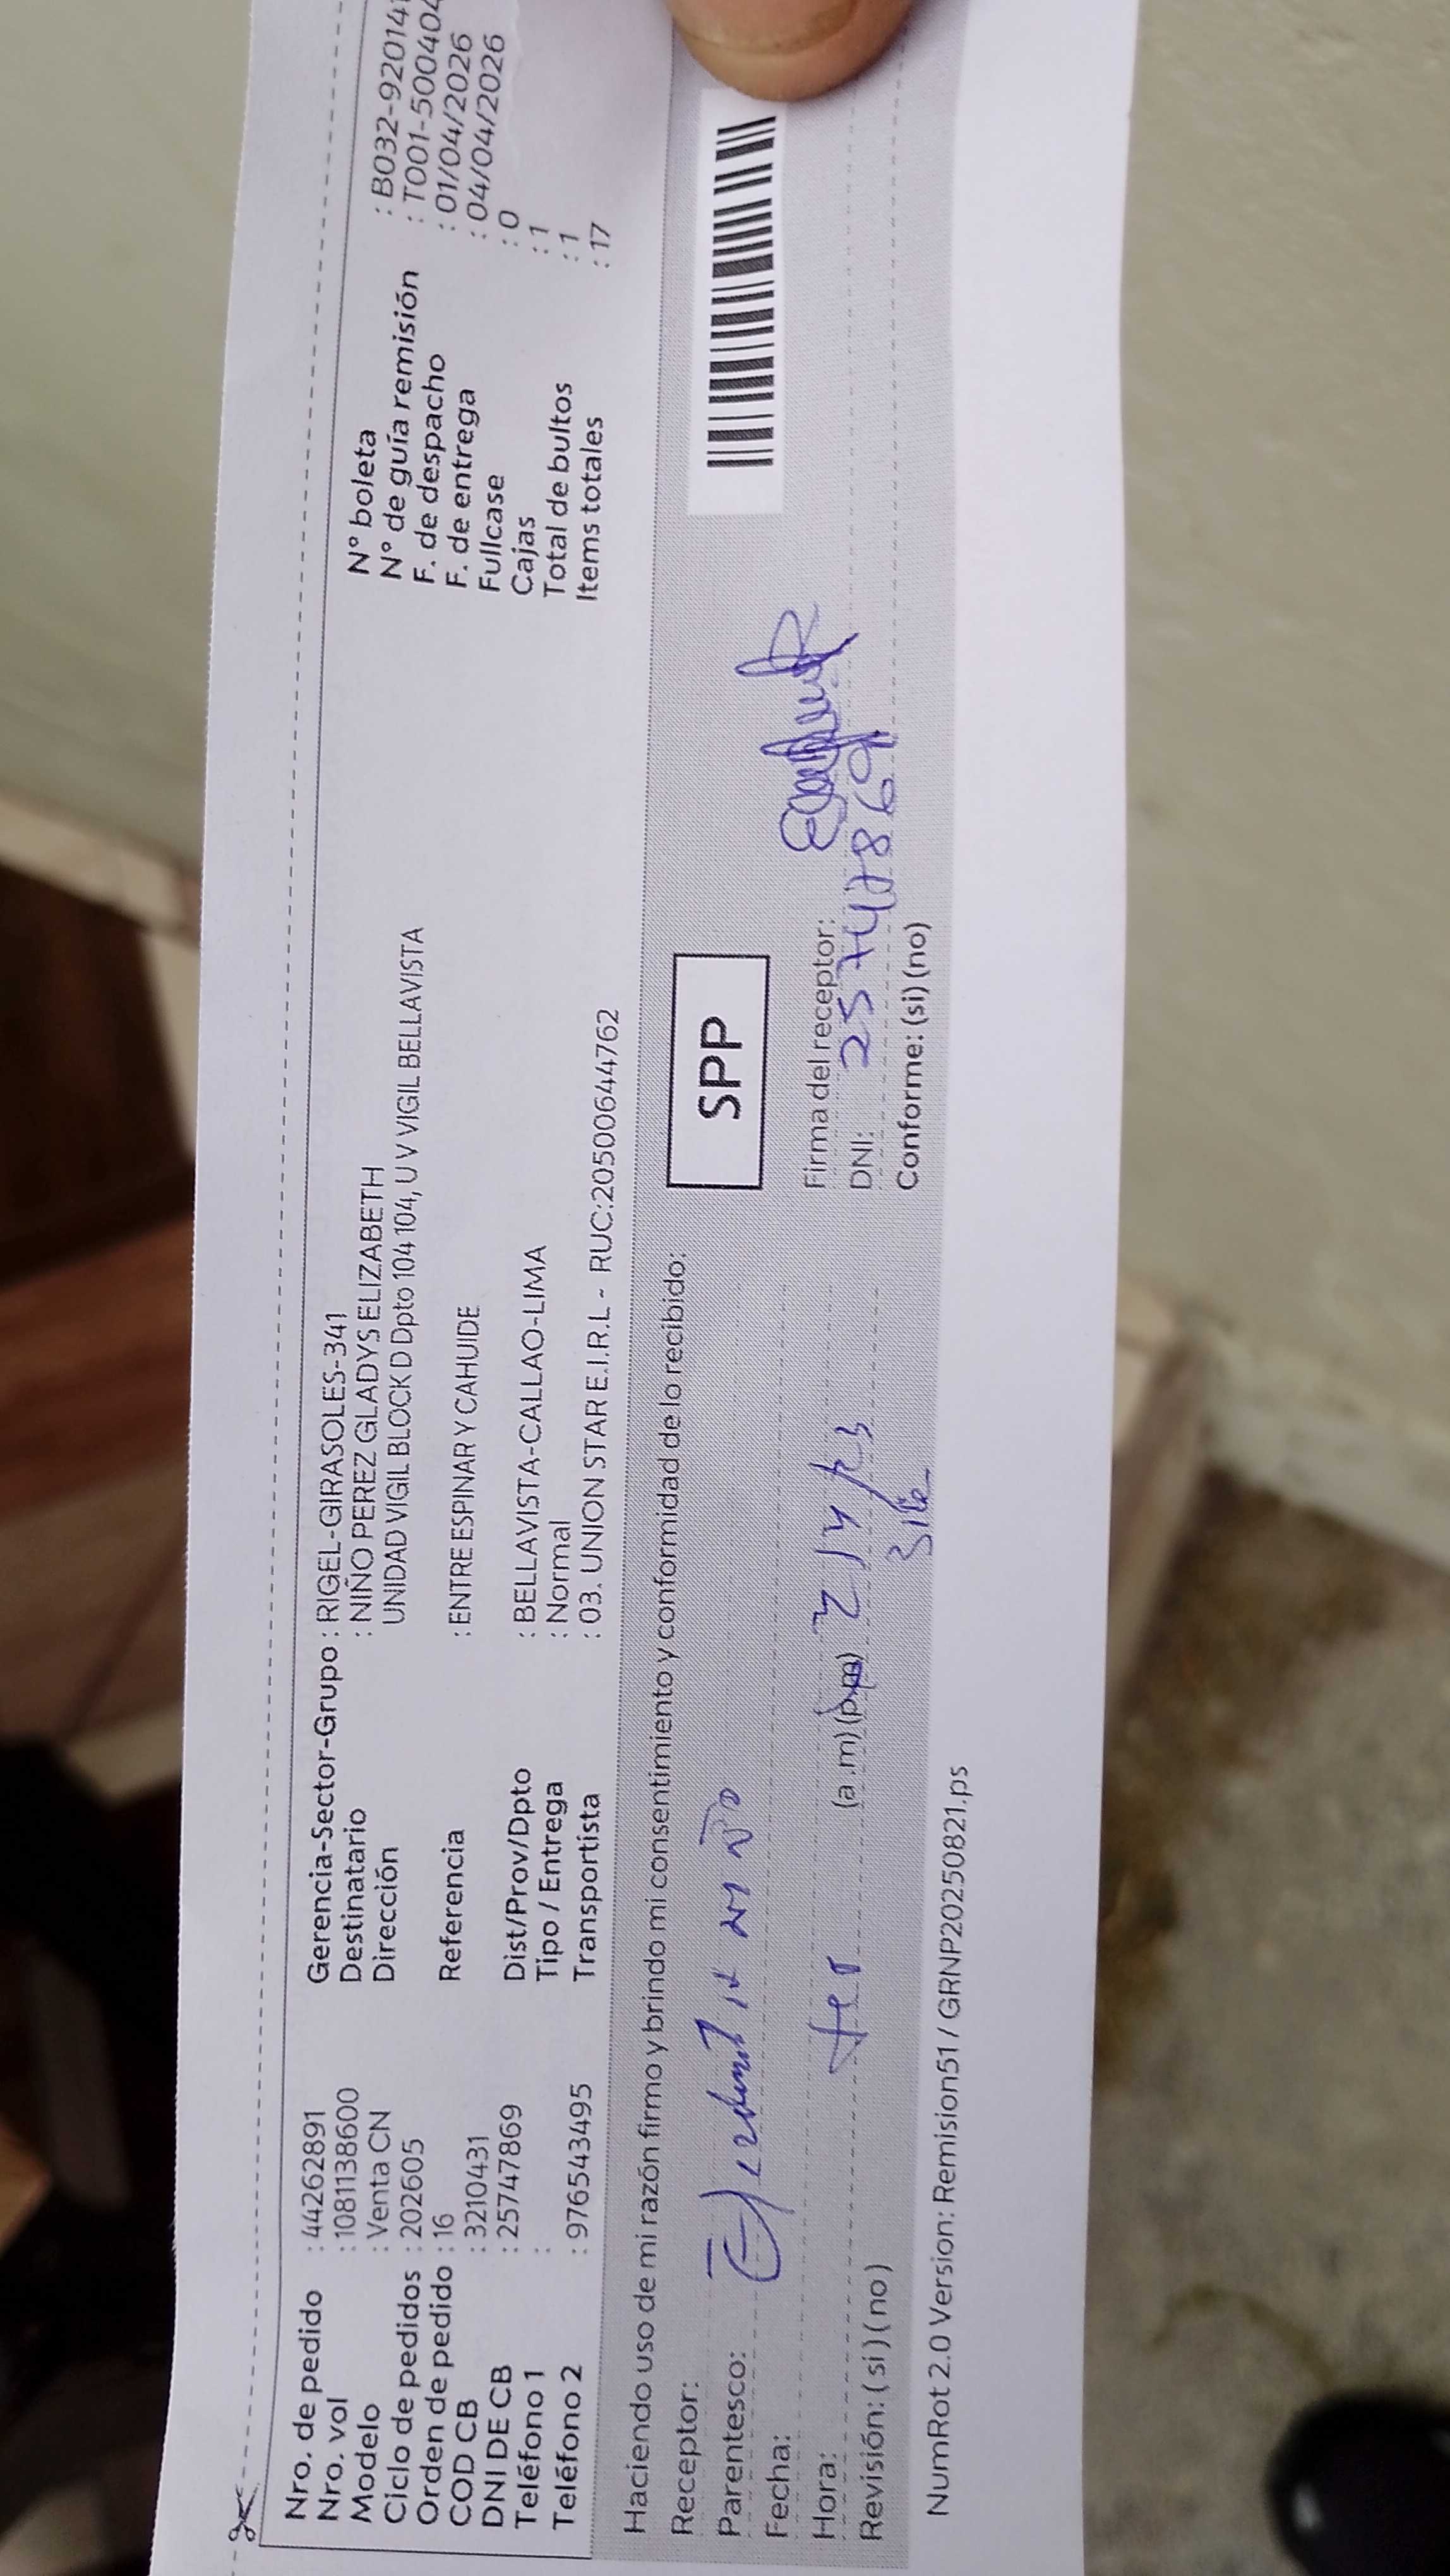 Nro. de pedido : 44262891
Nro. vol : 1081138600
Modelo : Venta CN
Ciclo de pedidos : 202605
Orden de pedido : 16
COD CB : 3210431
DNI DE CB : 25747869
Teléfono 1 :
Teléfono 2 : 976543495
Gerencia-Sector-Grupo : RIGEL-GIRASOLES-341
Destinatario : NIÑO PEREZ GLADYS ELIZABETH
Dirección UNIDAD VIGIL BLOCK D Dpto 104 104, U V VIGIL BELLAVISTA
Referencia : ENTRE ESPINAR Y CAHUIDE
Dist/Prov/Dpto : BELLAVISTA-CALLAO-LIMA
Tipo / Entrega : Normal
Transportista : 03. UNION STAR E.I.R.L - RUC:20500644762
N° boleta : B032-92014
N° de guía remisión : T001-500404
F. de despacho : 01/04/2026
F. de entrega : 04/04/2026
Fullcase : 0
Cajas : 1
Total de bultos : 1
Items totales : 17
Haciendo uso de mi razón firmo y brindo mi consentimiento y conformidad de lo recibido:
Receptor:
Parentesco:
Fecha:
Hora: (a.m)(p.m)
Revisión: (si)(no)
SPP
Firma del receptor:
DNI: 25747869
Conforme: (si)(no)
NumRot 2.0 Version: Remision51 / GRNP20250821.ps